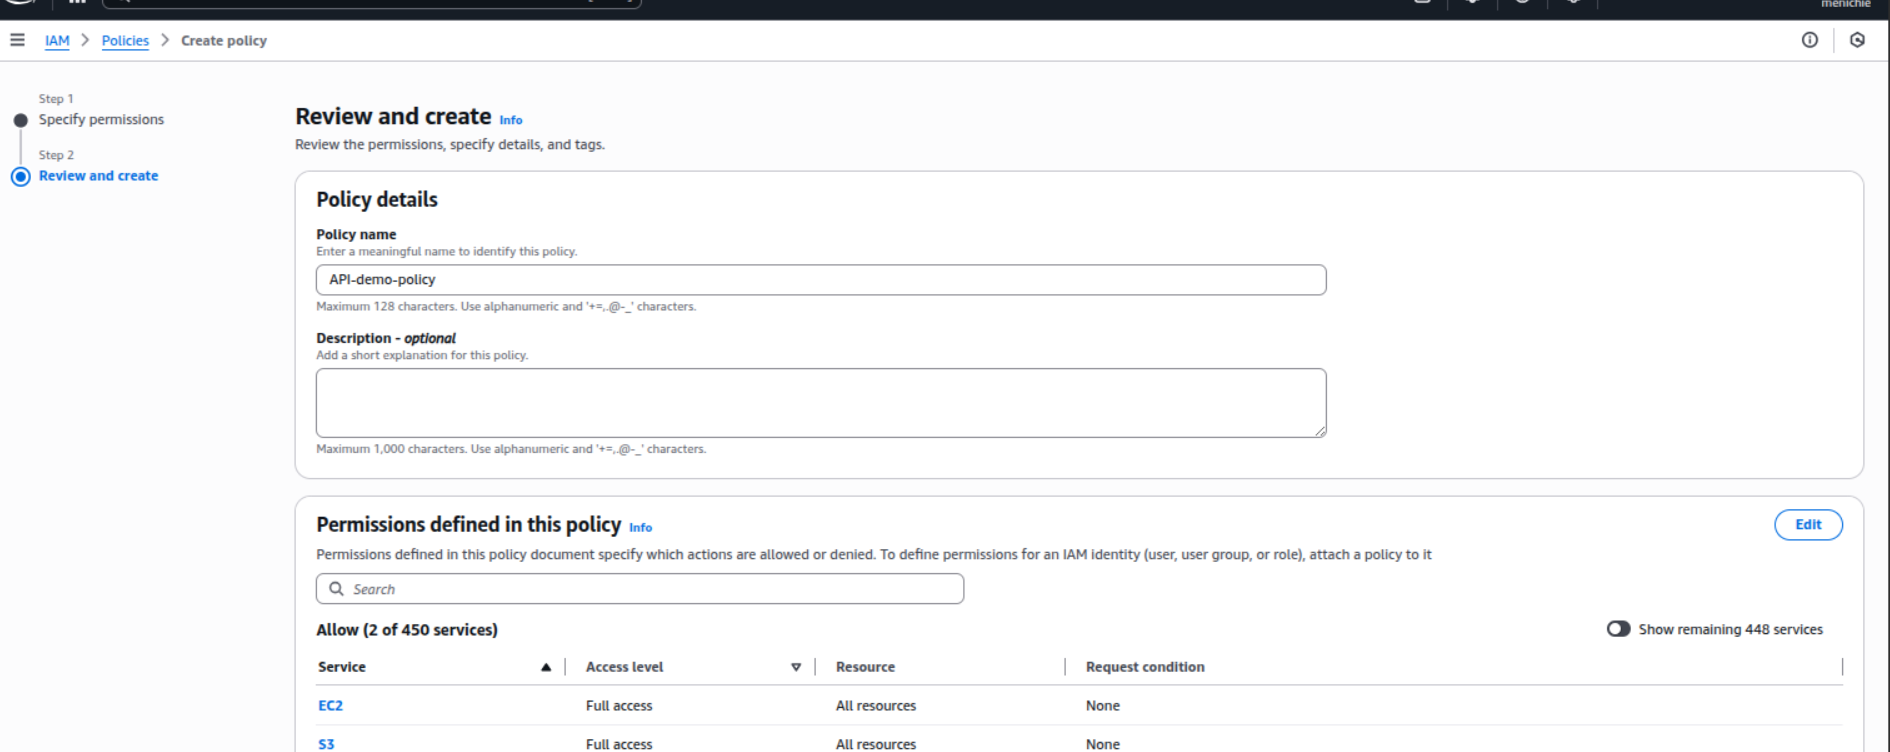 menichie
IAM > Policies > Create policy
Step 1
Specify permissions
Step 2
Review and create
Review and create Info
Review the permissions, specify details, and tags.
Policy details
Policy name
Enter a meaningful name to identify this policy.
API-demo-policy
Maximum 128 characters. Use alphanumeric and '+=,.@-_' characters.
Description - optional
Add a short explanation for this policy.
Maximum 1,000 characters. Use alphanumeric and '+=,.@-_' characters.
Permissions defined in this policy Info
Edit
Permissions defined in this policy document specify which actions are allowed or denied. To define permissions for an IAM identity (user, user group, or role), attach a policy to it
Search
Allow (2 of 450 services)
Show remaining 448 services
Service Access level Resource Request condition
EC2 Full access All resources None
S3 Full access All resources None